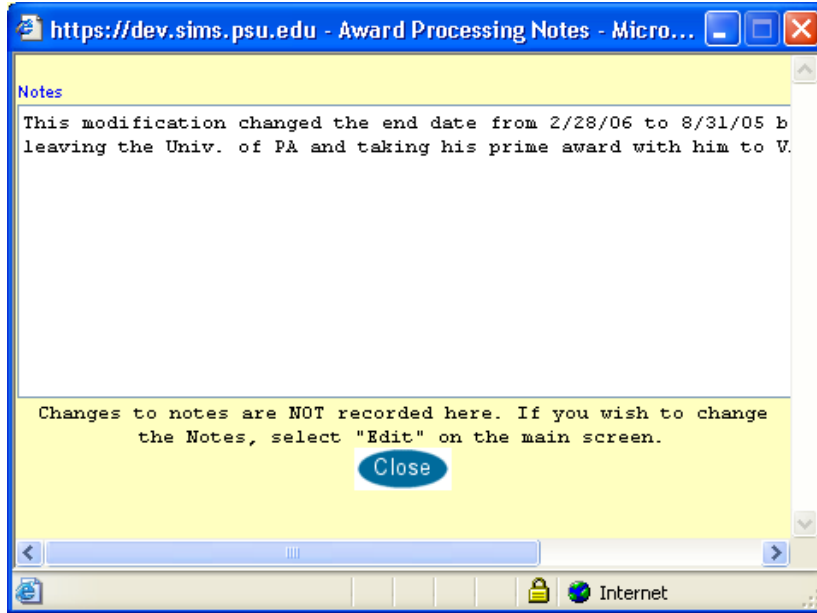 https://dev.sims.psu.edu - Award Processing Notes - Micro...
Notes
This modification changed the end date from 2/28/06 to 8/31/05 b
leaving the Univ. of PA and taking his prime award with him to V
Changes to notes are NOT recorded here. If you wish to change
the Notes, select "Edit" on the main screen.
Close
Internet